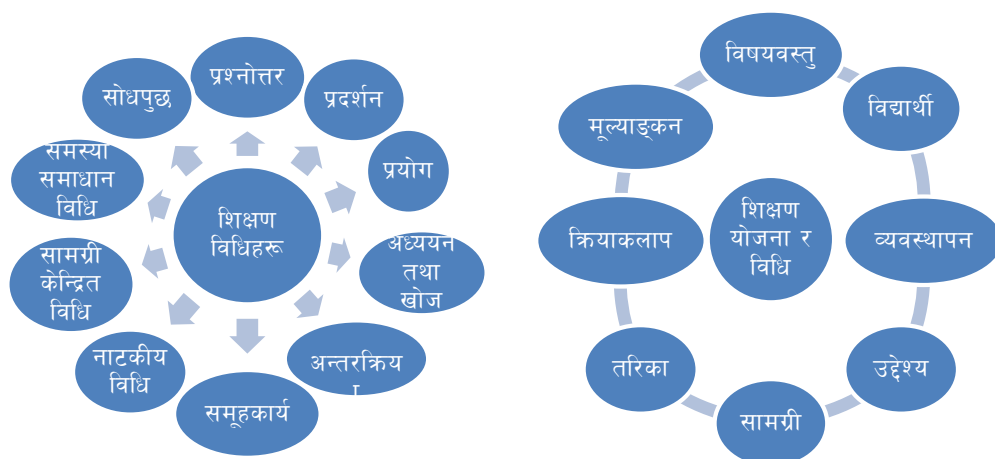 शिक्षण
विधिहरू
प्रश्नोत्तर
प्रदर्शन
प्रयोग
अध्ययन
तथा
खोज
अन्तरक्रिय
ा
समूहकार्य
नाटकीय
विधि
सामग्री
केन्द्रित
विधि
समस्या
समाधान
विधि
सोधपुछ
शिक्षण
योजना र
विधि
विषयवस्तु
विद्यार्थी
व्यवस्थापन
उद्देश्य
सामग्री
तरिका
क्रियाकलाप
मूल्याङ्कन